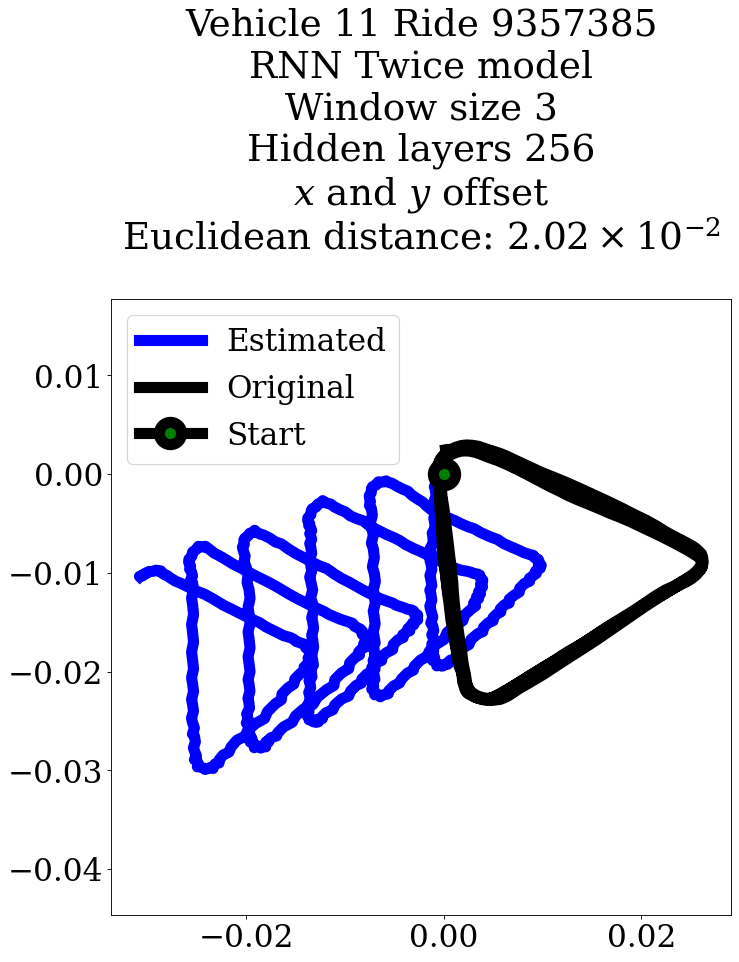 Vehicle 11 Ride 9357385
RNN Twice model
Window size 3
Hidden layers 256
x and y offset
Euclidean distance: 2.02 × 10⁻²
Estimated
Original
Start
0.01
0.00
−0.01
−0.02
−0.03
−0.04
−0.02 0.00 0.02